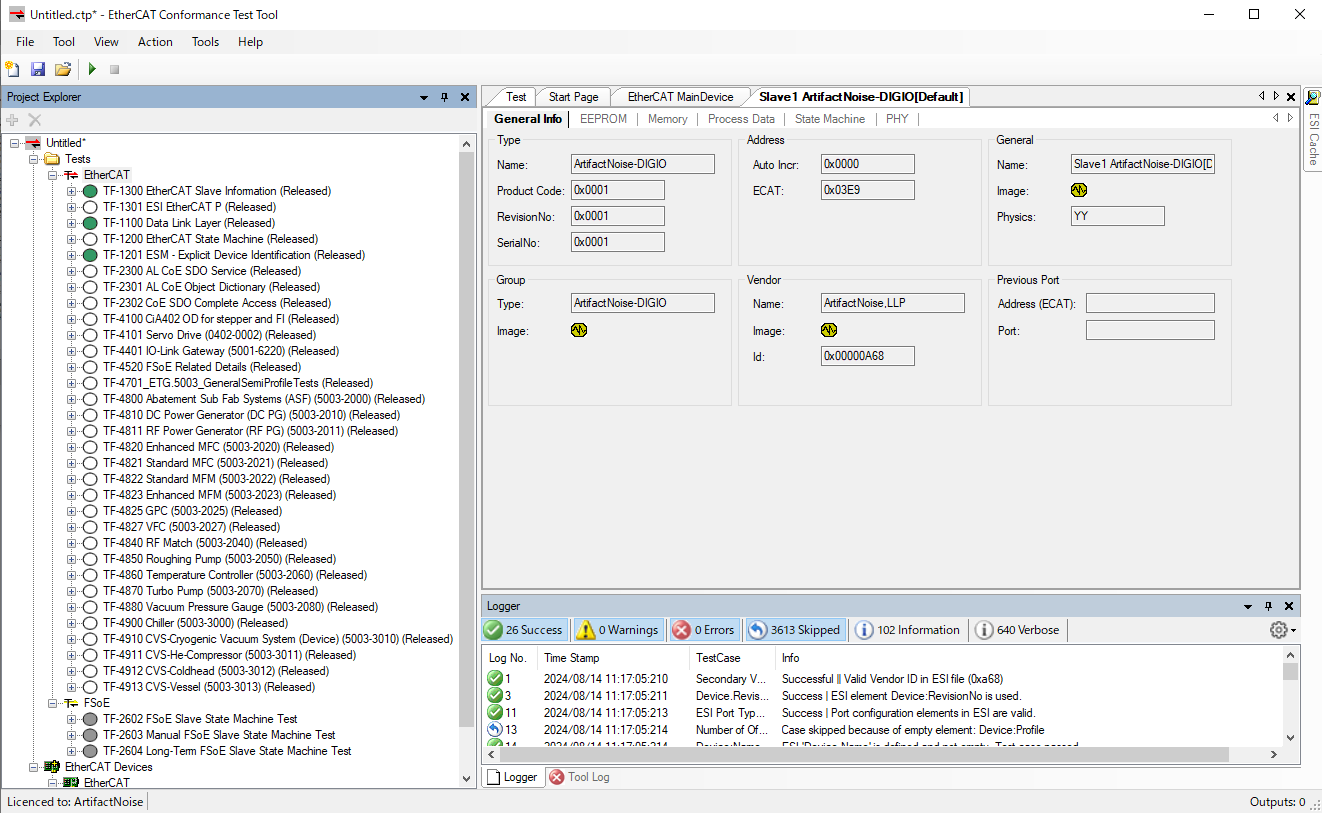 Untitled.ctp* - EtherCAT Conformance Test Tool
File Tool View Action Tools Help
Project Explorer
Untitled*
Tests
EtherCAT
TF-1300 EtherCAT Slave Information (Released)
TF-1301 ESI EtherCAT P (Released)
TF-1100 Data Link Layer (Released)
TF-1200 EtherCAT State Machine (Released)
TF-1201 ESM - Explicit Device Identification (Released)
TF-2300 AL CoE SDO Service (Released)
TF-2301 AL CoE Object Dictionary (Released)
TF-2302 CoE SDO Complete Access (Released)
TF-4100 CiA402 OD for stepper and FI (Released)
TF-4101 Servo Drive (0402-0002) (Released)
TF-4401 IO-Link Gateway (5001-6220) (Released)
TF-4520 FSoE Related Details (Released)
TF-4701_ETG.5003_GeneralSemiProfileTests (Released)
TF-4800 Abatement Sub Fab Systems (ASF) (5003-2000) (Released)
TF-4810 DC Power Generator (DC PG) (5003-2010) (Released)
TF-4811 RF Power Generator (RF PG) (5003-2011) (Released)
TF-4820 Enhanced MFC (5003-2020) (Released)
TF-4821 Standard MFC (5003-2021) (Released)
TF-4822 Standard MFM (5003-2022) (Released)
TF-4823 Enhanced MFM (5003-2023) (Released)
TF-4825 GPC (5003-2025) (Released)
TF-4827 VFC (5003-2027) (Released)
TF-4840 RF Match (5003-2040) (Released)
TF-4850 Roughing Pump (5003-2050) (Released)
TF-4860 Temperature Controller (5003-2060) (Released)
TF-4870 Turbo Pump (5003-2070) (Released)
TF-4880 Vacuum Pressure Gauge (5003-2080) (Released)
TF-4900 Chiller (5003-3000) (Released)
TF-4910 CVS-Cryogenic Vacuum System (Device) (5003-3010) (Released)
TF-4911 CVS-He-Compressor (5003-3011) (Released)
TF-4912 CVS-Coldhead (5003-3012) (Released)
TF-4913 CVS-Vessel (5003-3013) (Released)
FSoE
TF-2602 FSoE Slave State Machine Test
TF-2603 Manual FSoE Slave State Machine Test
TF-2604 Long-Term FSoE Slave State Machine Test
EtherCAT Devices
EtherCAT
Test Start Page EtherCAT MainDevice Slave1 ArtifactNoise-DIGIO[Default]
General Info EEPROM Memory Process Data State Machine PHY
Type
Name: ArtifactNoise-DIGIO
Product Code: 0x0001
RevisionNo: 0x0001
SerialNo: 0x0001
Address
Auto Incr: 0x0000
ECAT: 0x03E9
General
Name: Slave1 ArtifactNoise-DIGIO[D
Image:
Physics: YY
Group
Type: ArtifactNoise-DIGIO
Image:
Vendor
Name: ArtifactNoise,LLP
Image:
Id: 0x00000A68
Previous Port
Address (ECAT):
Port:
ESI Cache
Logger
26 Success 0 Warnings 0 Errors 3613 Skipped 102 Information 640 Verbose
Log No. Time Stamp TestCase Info
1 2024/08/14 11:17:05:210 Secondary V... Successful || Valid Vendor ID in ESI file (0xa68)
3 2024/08/14 11:17:05:211 Device.Revis... Success | ESI element Device:RevisionNo is used.
11 2024/08/14 11:17:05:213 ESI Port Typ... Success | Port configuration elements in ESI are valid.
13 2024/08/14 11:17:05:214 Number of Of... Case skipped because of empty element: Device:Profile
14 2024/08/14 11:17:05:214 Device:Name ESI 'Device Name' is defined and not empty. Test case passed
Logger Tool Log
Licenced to: ArtifactNoise
Outputs: 0